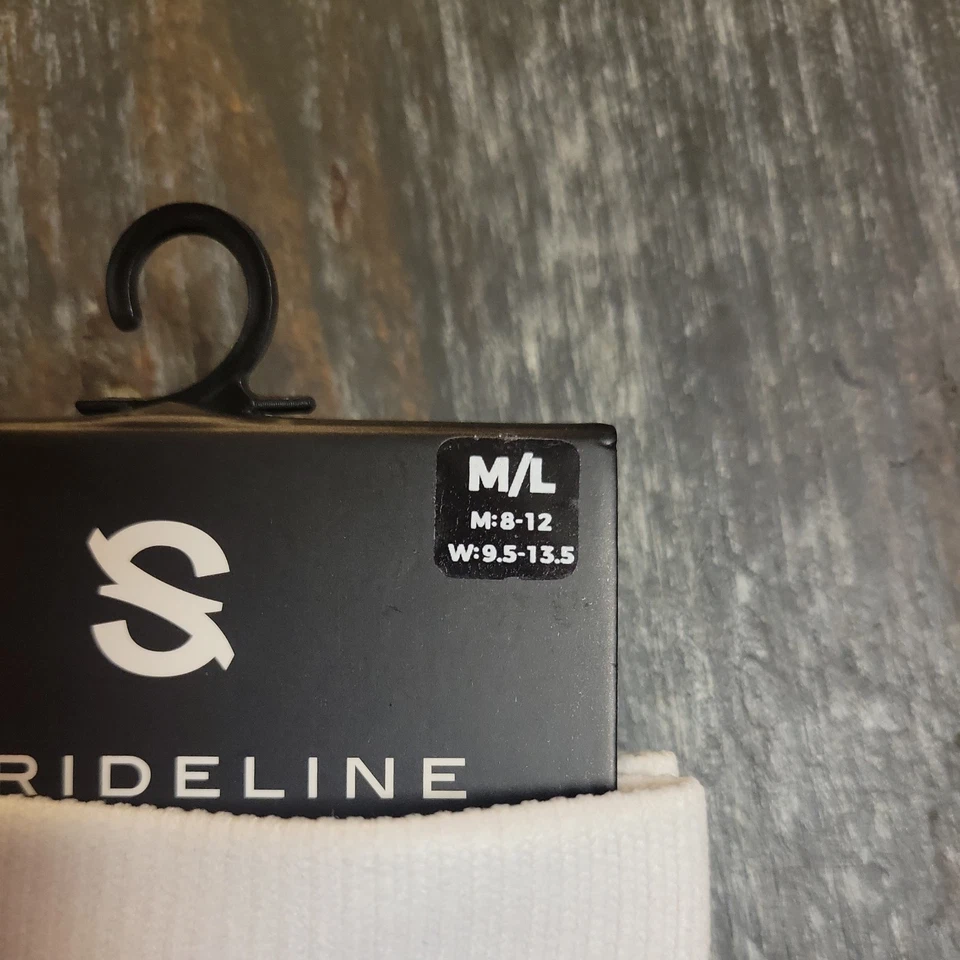 M/L
M:8-12
W:9.5-13.5
S
RIDELINE